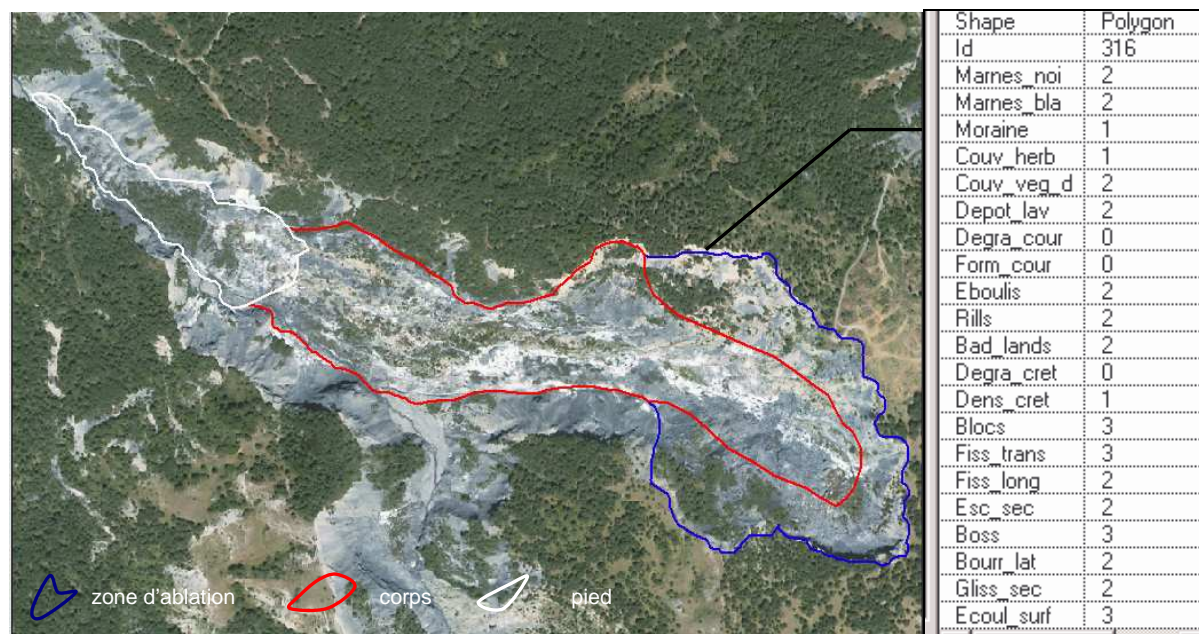 zone d'ablation
corps
pied
Shape Polygon
Id 316
Marnes_noi 2
Marnes_bla 2
Moraine 1
Couv_herb 1
Couv_veg_d 2
Depot_lav 2
Degra_cour 0
Form_cour 0
Eboulis 2
Rills 2
Bad_lands 2
Degra_cret 0
Dens_cret 1
Blocs 3
Fiss_trans 3
Fiss_long 2
Esc_sec 2
Boss 3
Bourr_lat 2
Gliss_sec 2
Ecoul_surf 3